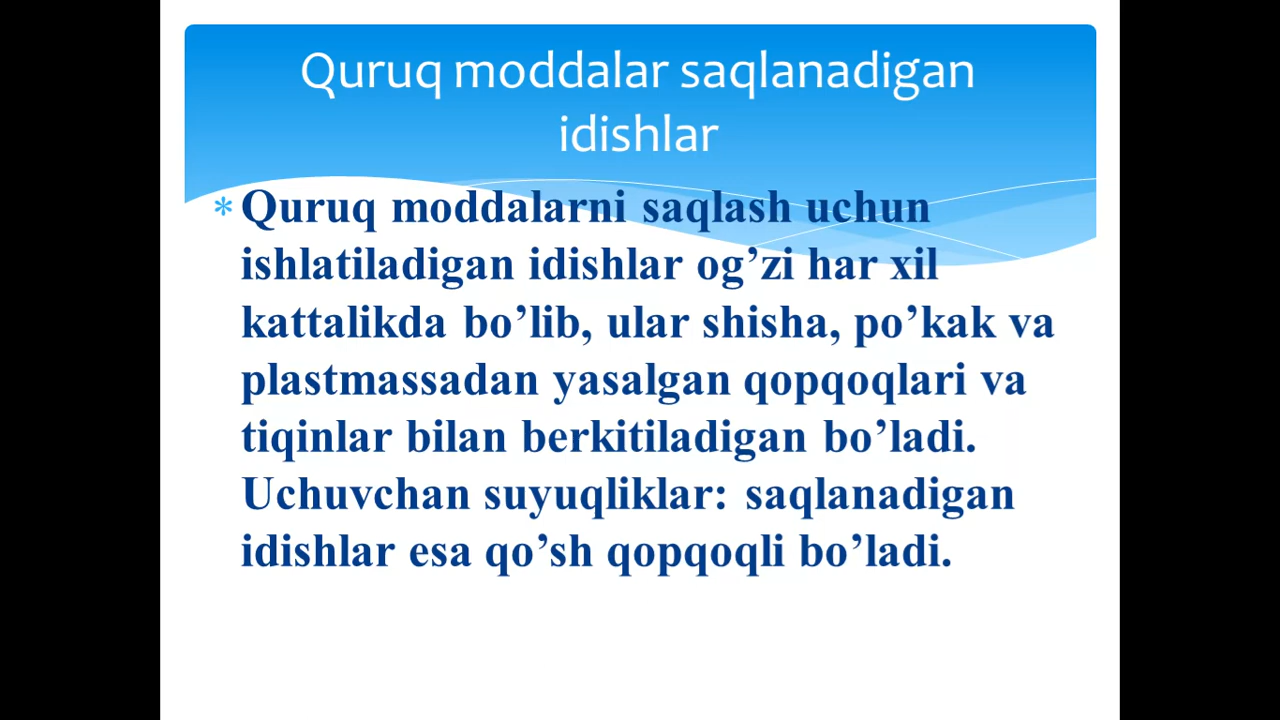 Quruq moddalar saqlanadigan
idishlar
* Quruq moddalarni saqlash uchun
ishlatiladigan idishlar og’zi har xil
kattalikda bo’lib, ular shisha, po’kak va
plastmassadan yasalgan qopqoqlari va
tiqinlar bilan berkitiladigan bo’ladi.
Uchuvchan suyuqliklar: saqlanadigan
idishlar esa qo’sh qopqoqli bo’ladi.